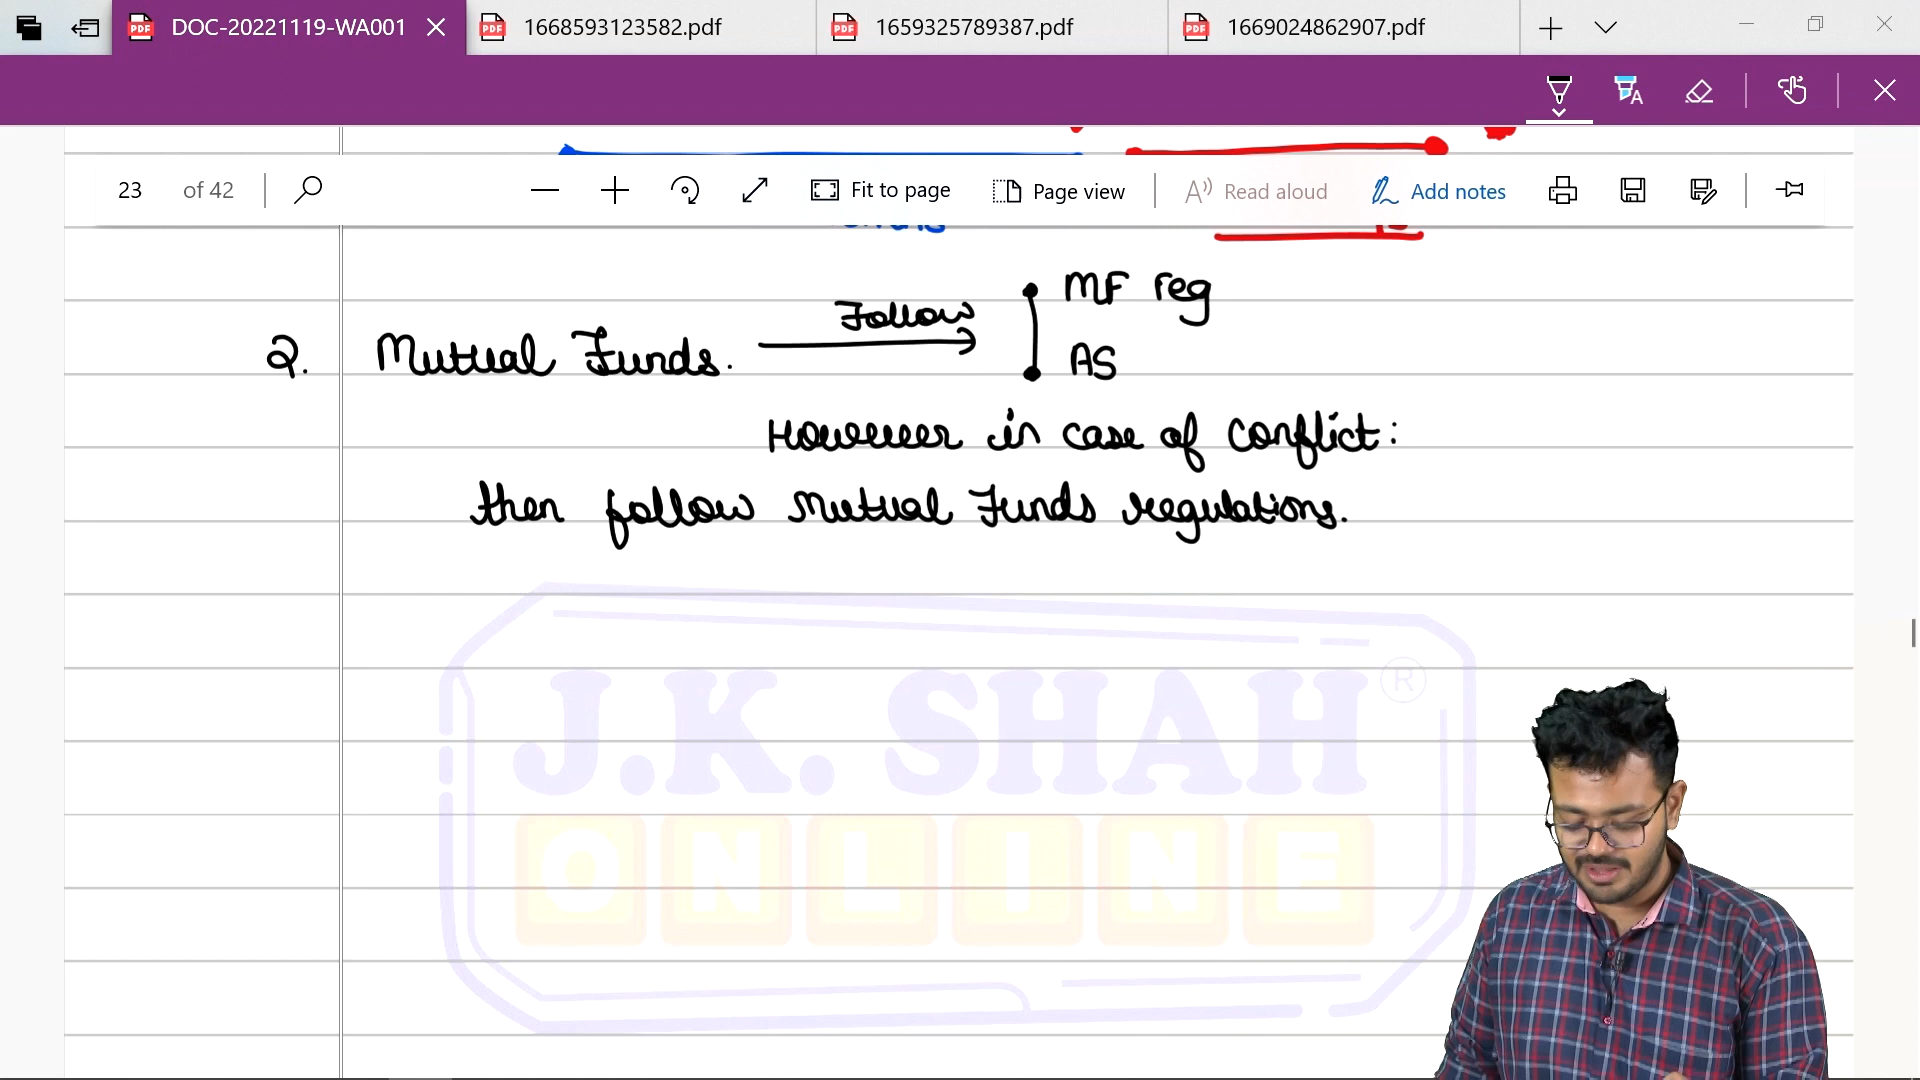 DOC-20221119-WA001
1668593123582.pdf
1659325789387.pdf
1669024862907.pdf
23 of 42
Fit to page
Page view
Read aloud
Add notes
MF reg
Follow
2. Mutual Funds.
AS
However in case of conflict:
then follow Mutual Funds regulations.
J.K. SHAH ®
ONLINE